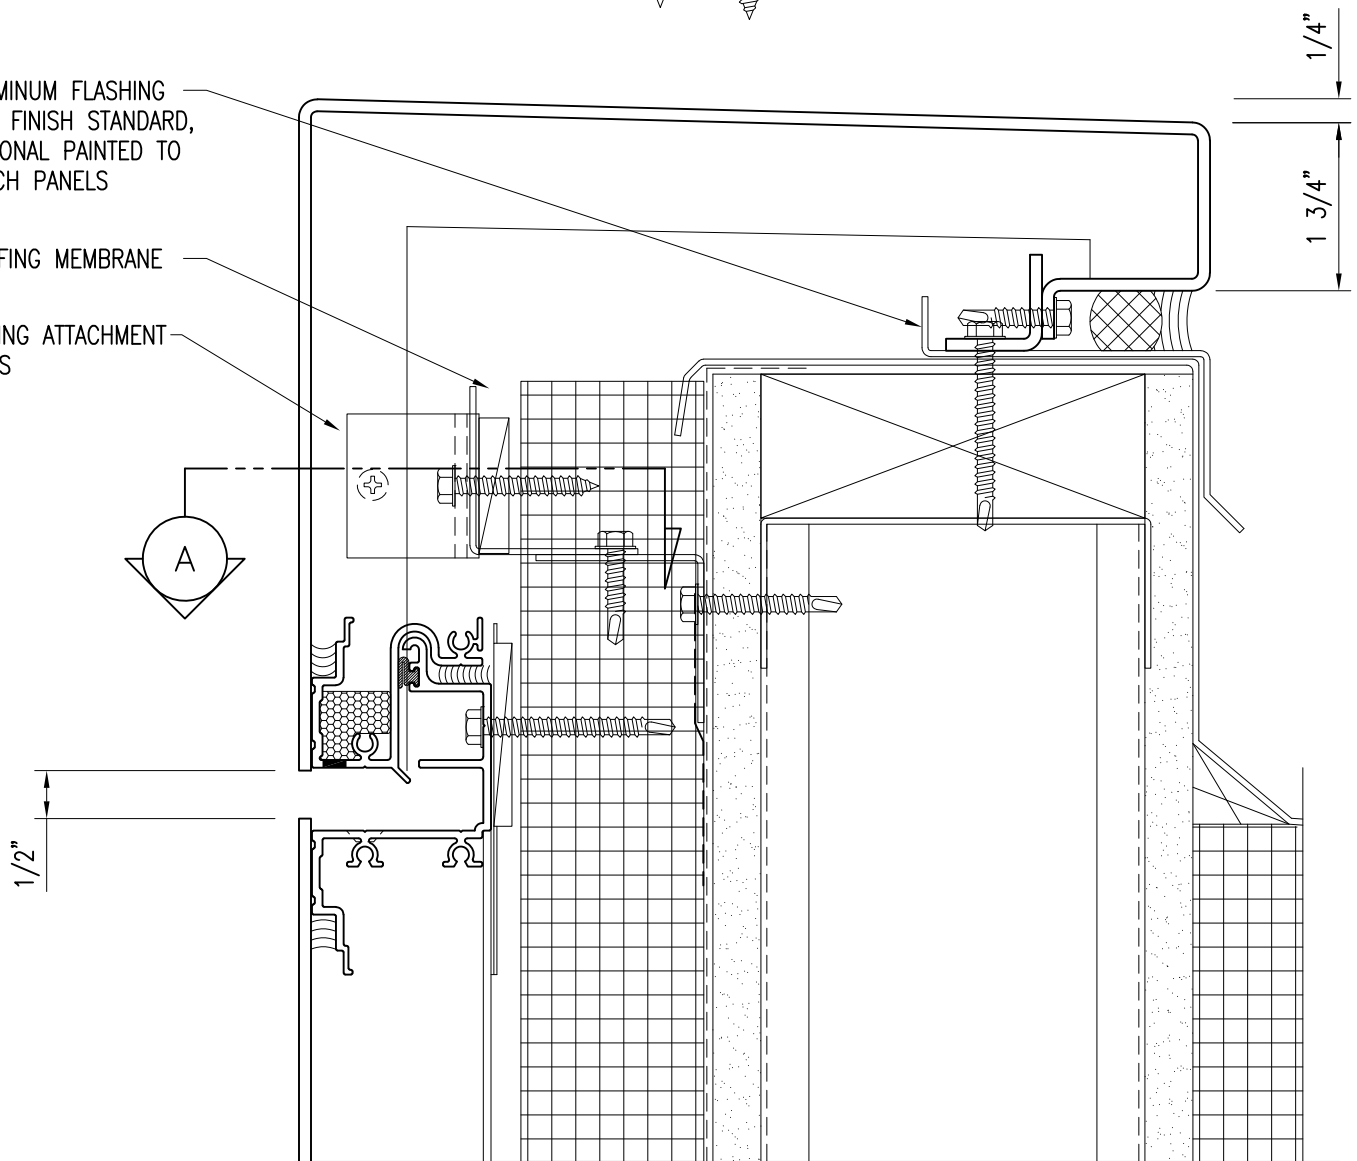 MINUM FLASHING
FINISH STANDARD,
ONAL PAINTED TO
CH PANELS
FING MEMBRANE
ING ATTACHMENT
S
A
1/2"
1/4"
1 3/4"